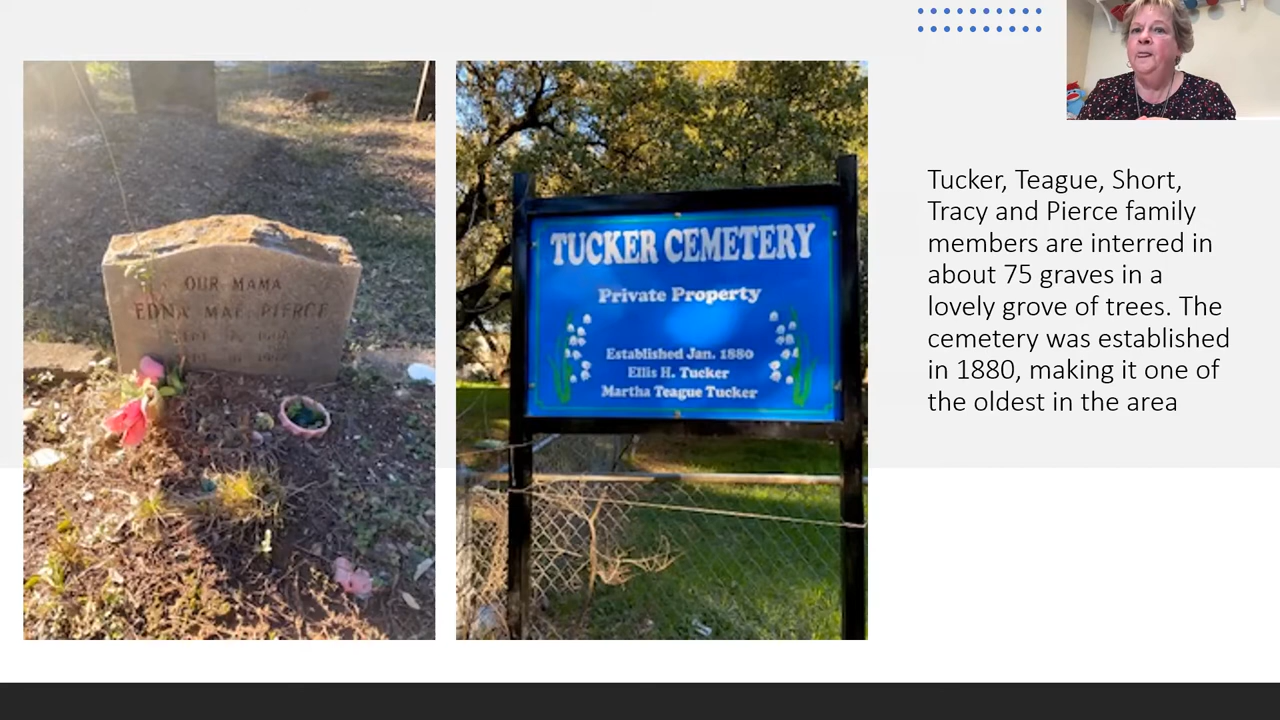 OUR MAMA
EDNA MAE PIERCE
TUCKER CEMETERY
Private Property
Established Jan. 1880
Ellis H. Tucker
Martha Teague Tucker
Tucker, Teague, Short,
Tracy and Pierce family
members are interred in
about 75 graves in a
lovely grove of trees. The
cemetery was established
in 1880, making it one of
the oldest in the area